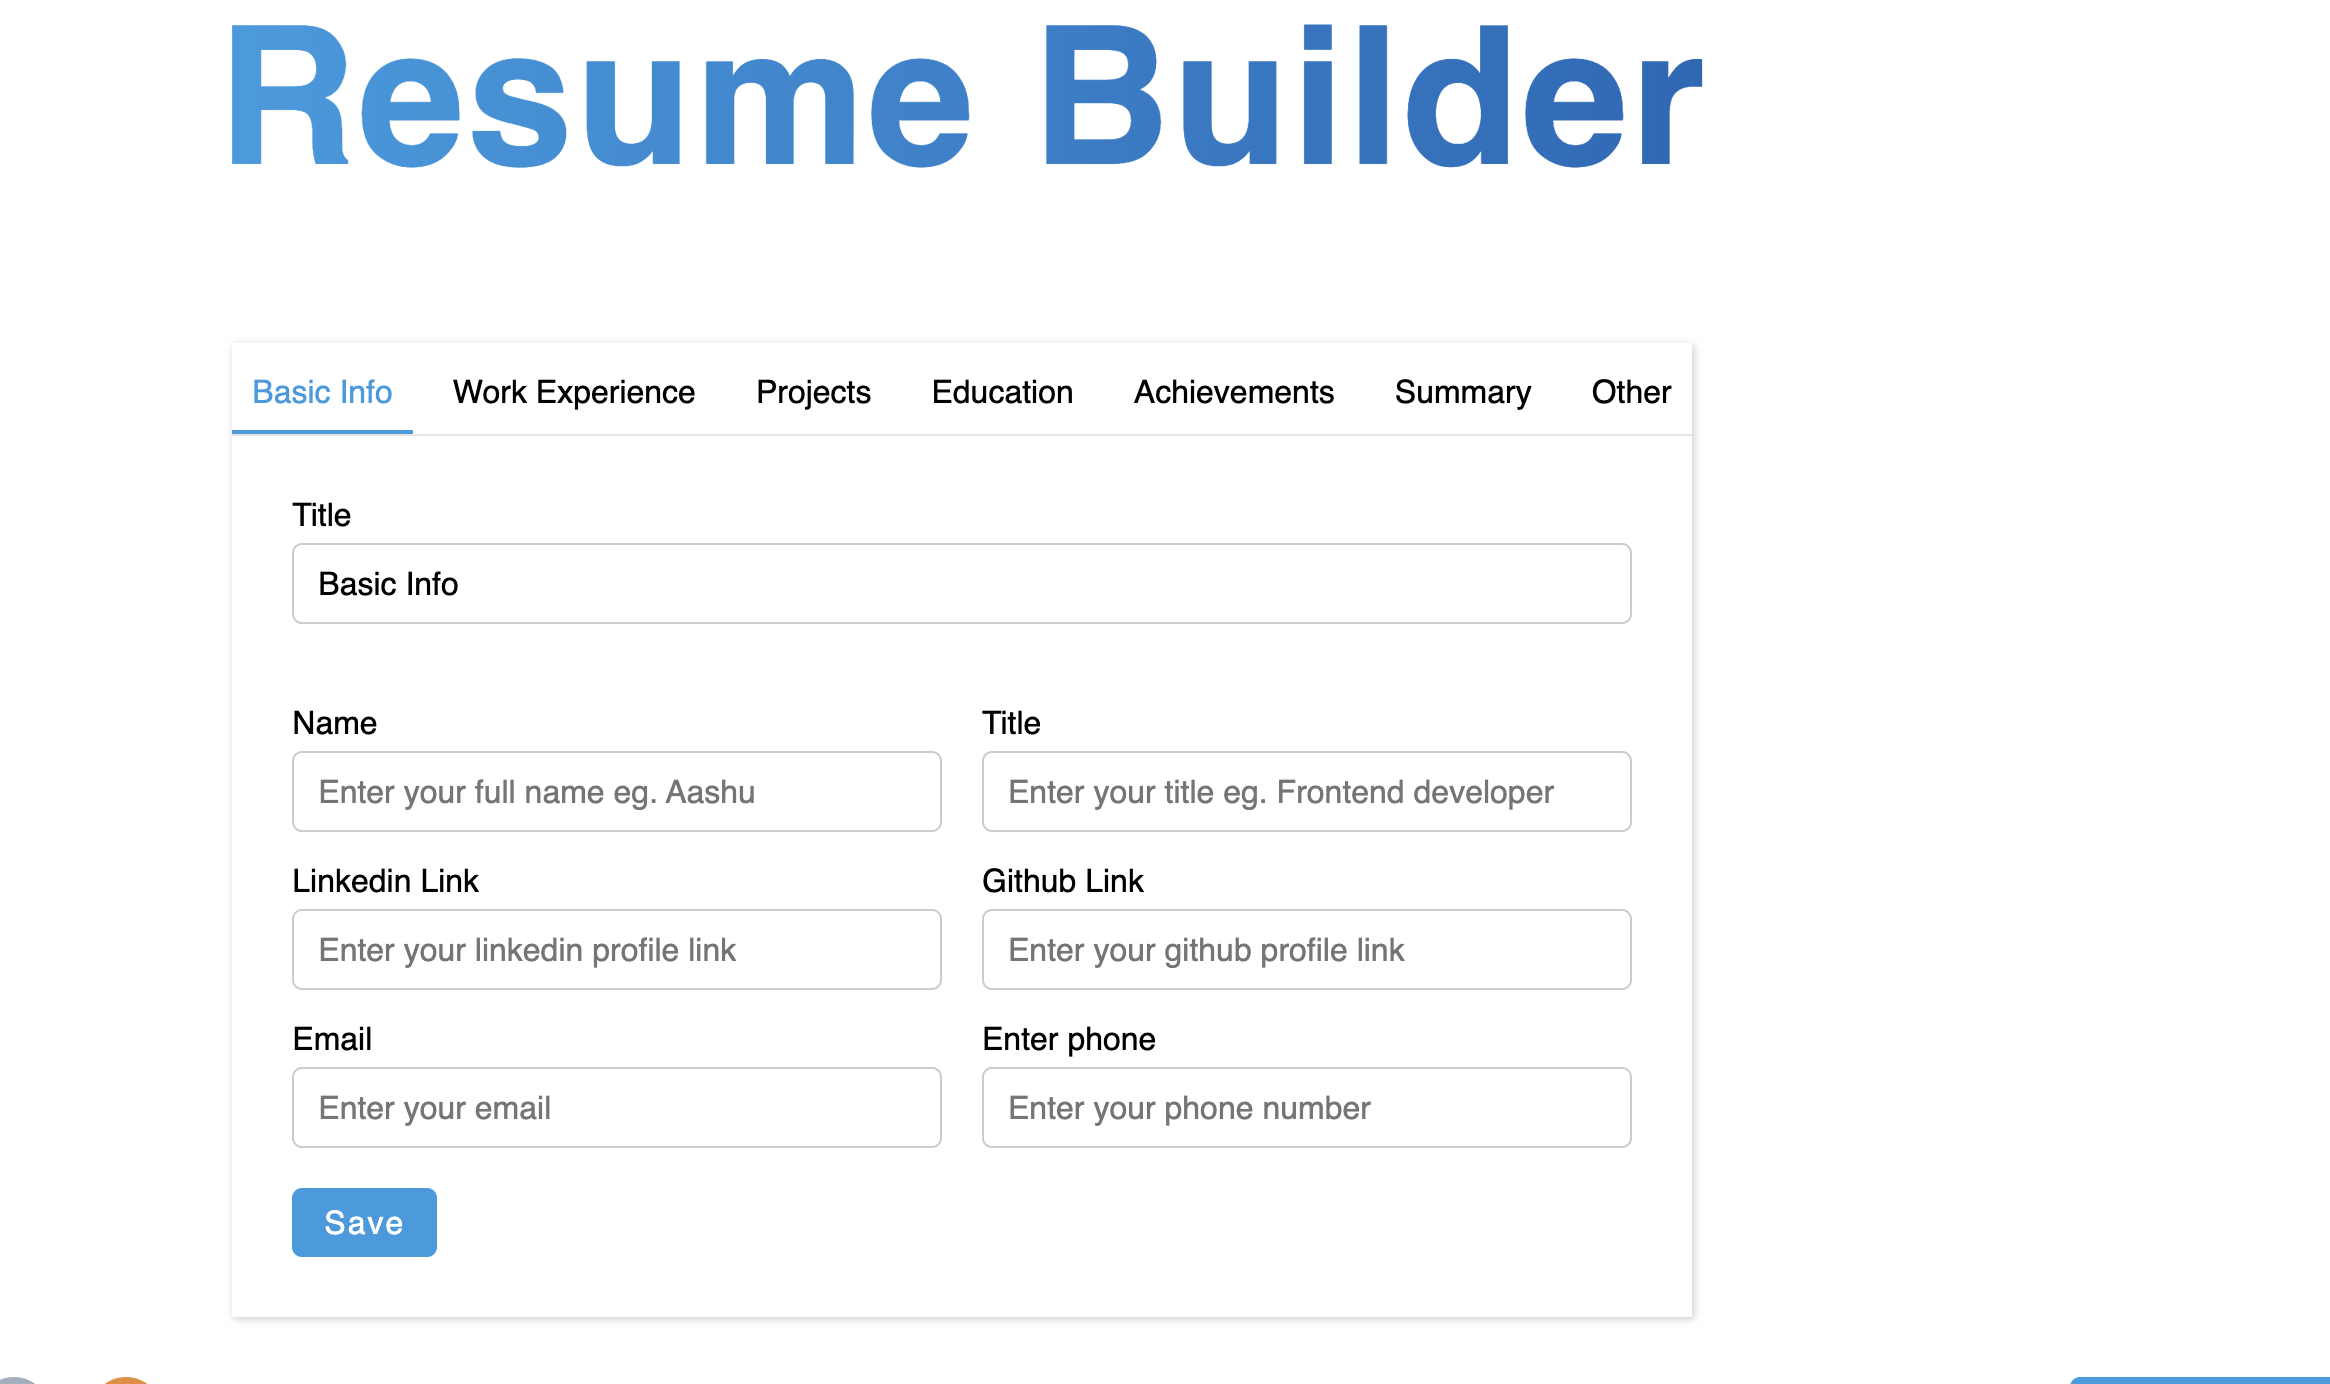 Resume Builder
Basic Info Work Experience Projects Education Achievements Summary Other
Title
Basic Info
Name Title
Enter your full name eg. Aashu Enter your title eg. Frontend developer
Linkedin Link Github Link
Enter your linkedin profile link Enter your github profile link
Email Enter phone
Enter your email Enter your phone number
Save